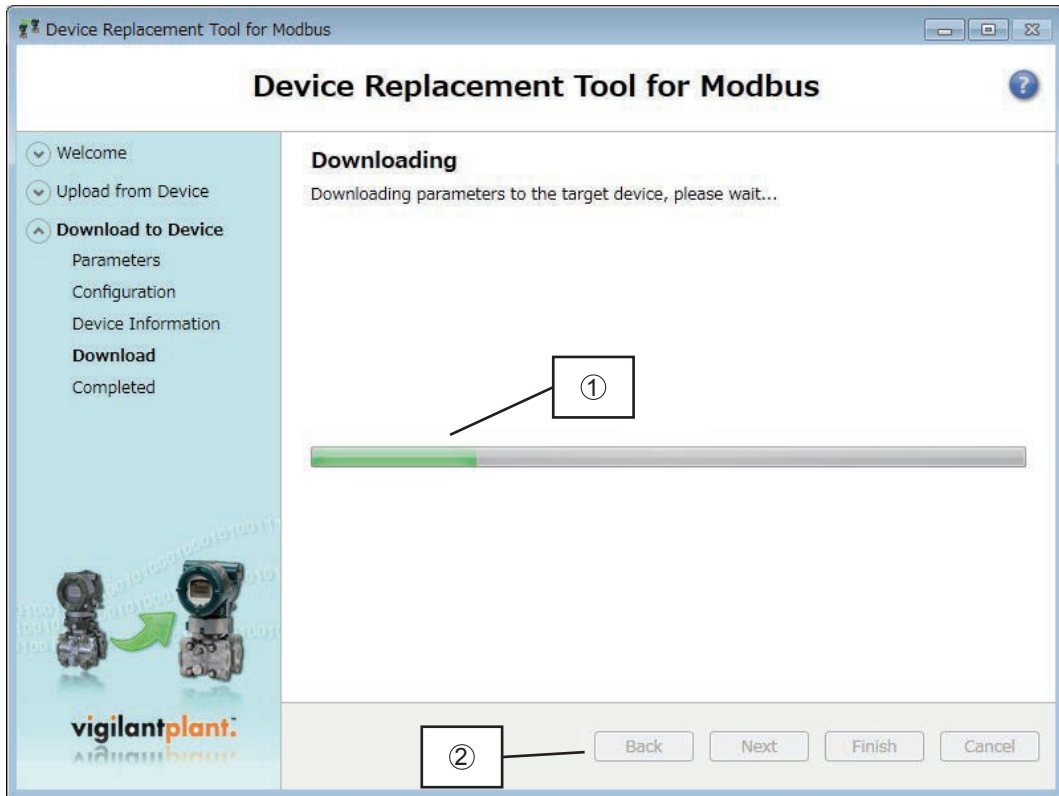 Device Replacement Tool for Modbus
Device Replacement Tool for Modbus
?
Welcome
Upload from Device
Download to Device
Parameters
Configuration
Device Information
Download
Completed
Downloading
Downloading parameters to the target device, please wait...
①
vigilantplant.
②
Back
Next
Finish
Cancel